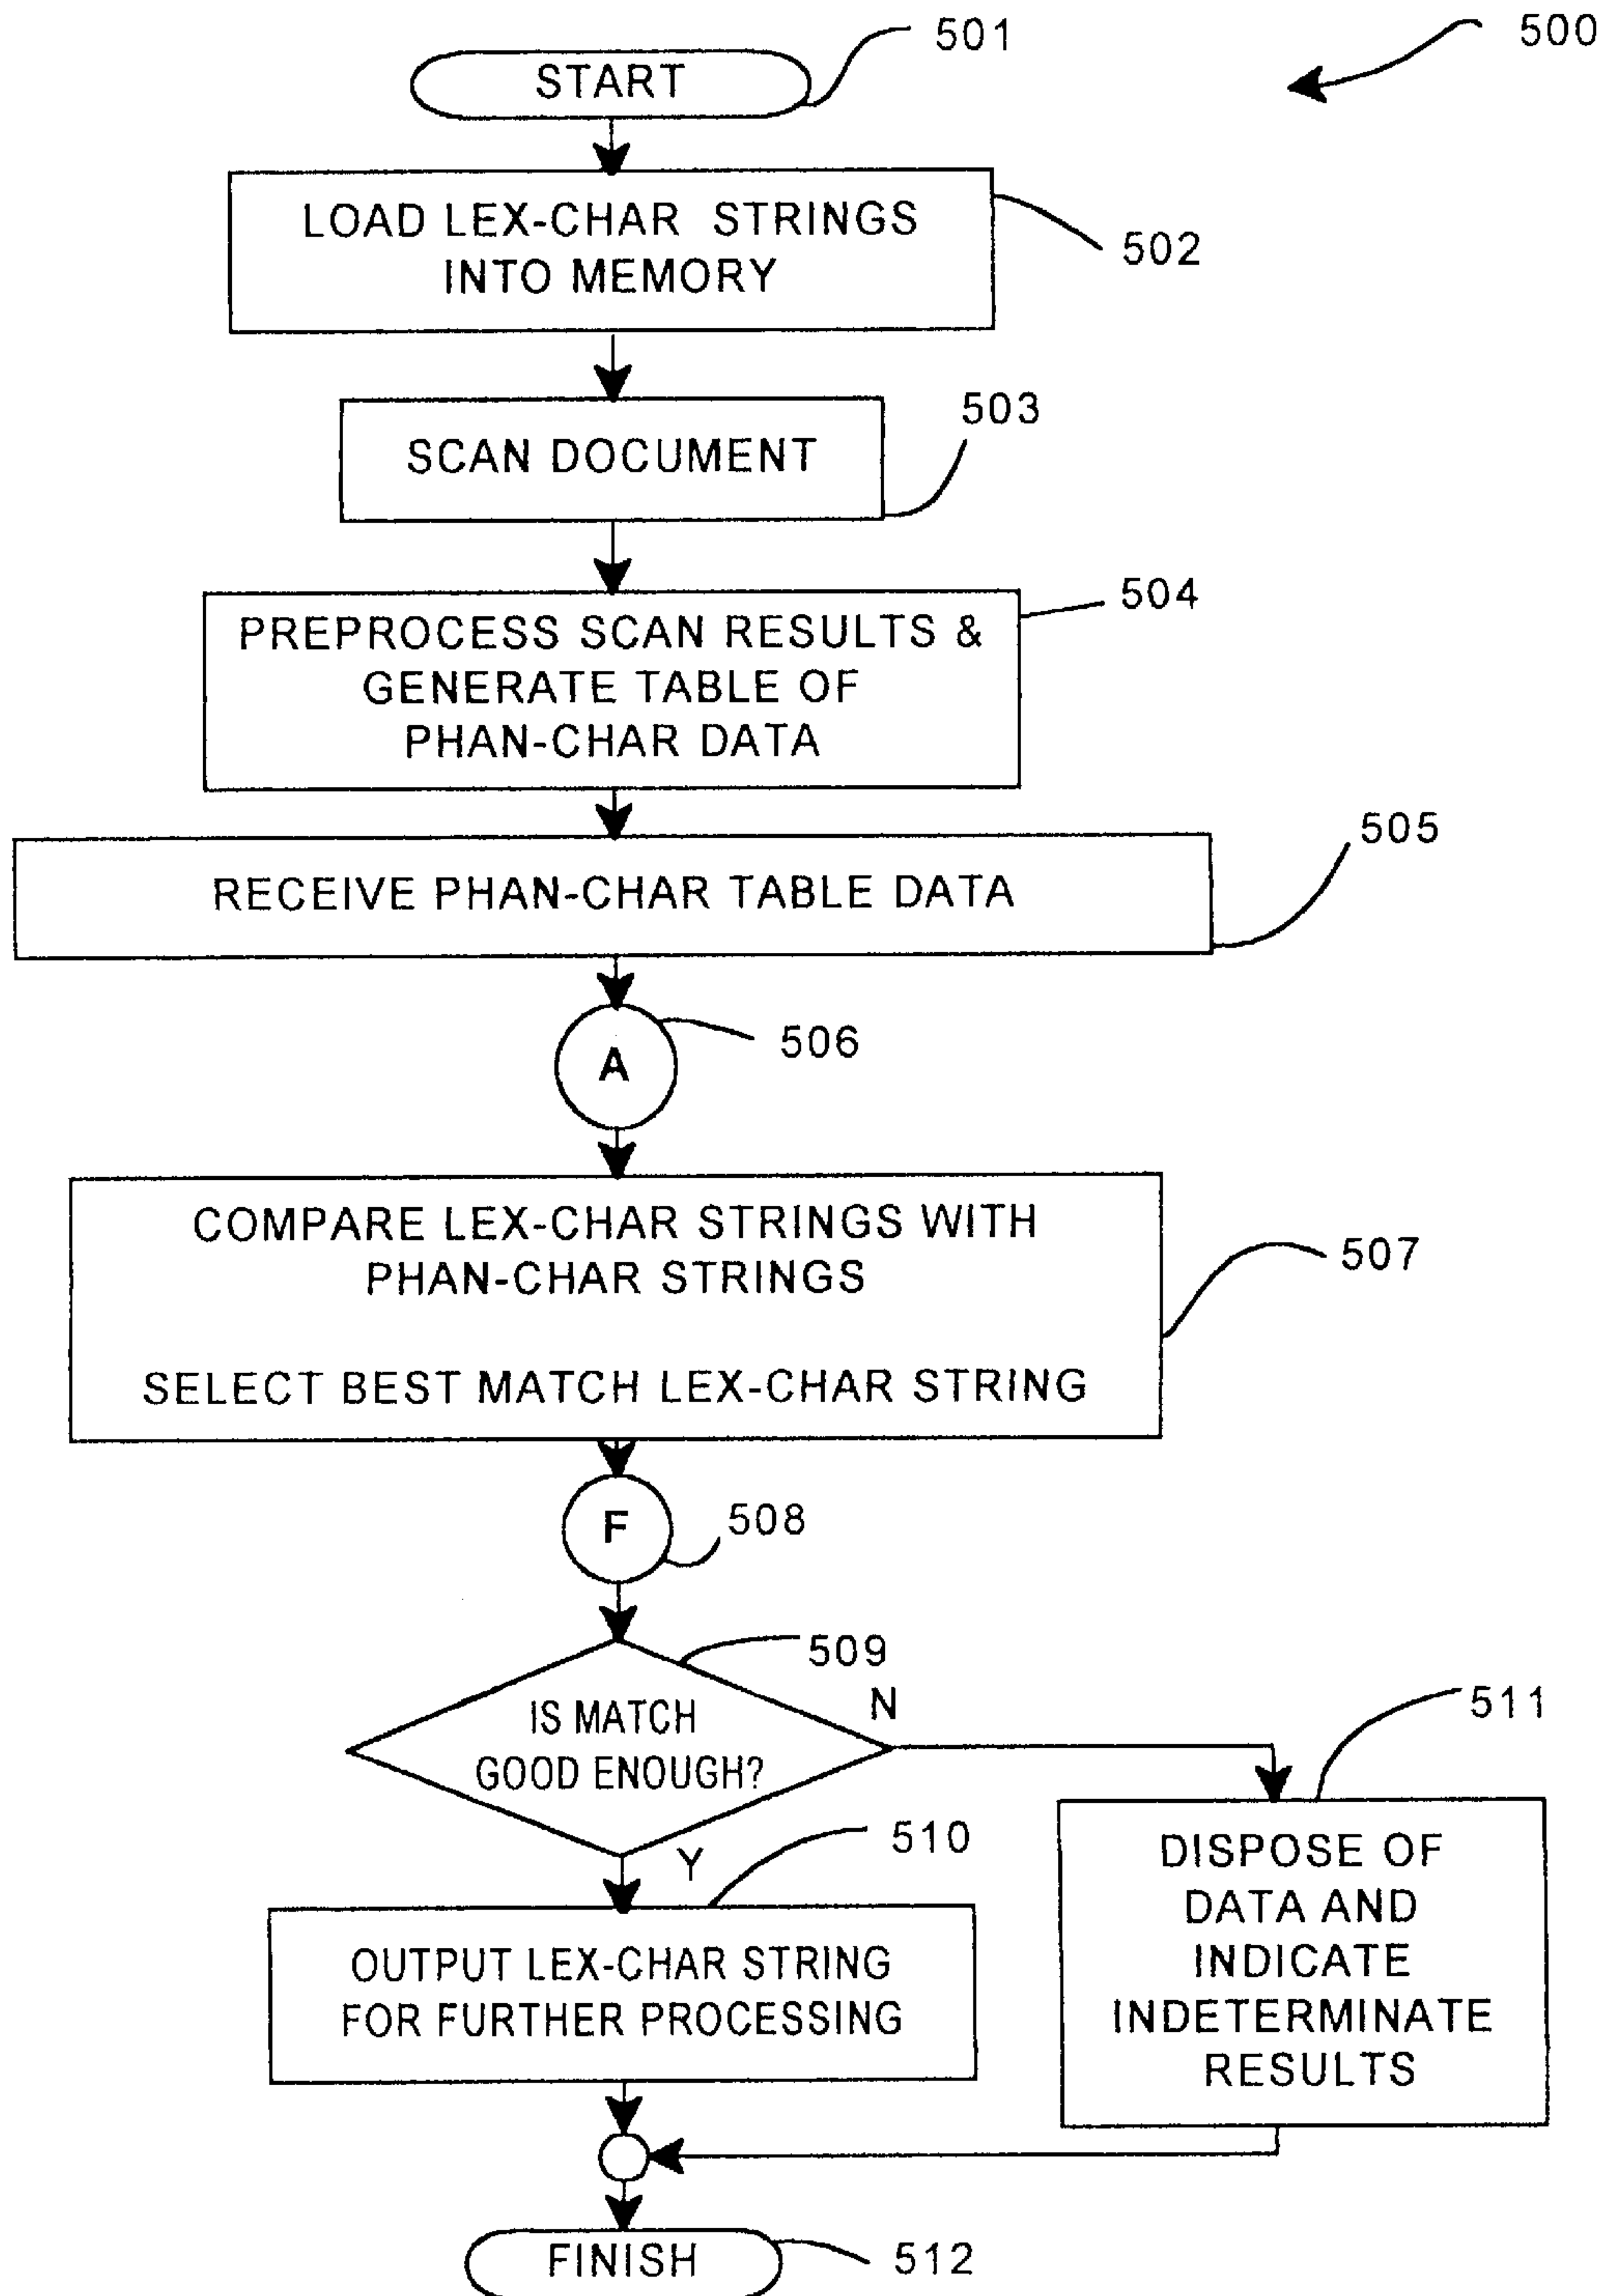 501
500
START
LOAD LEX-CHAR STRINGS
INTO MEMORY
502
503
SCAN DOCUMENT
504
PREPROCESS SCAN RESULTS &
GENERATE TABLE OF
PHAN-CHAR DATA
505
RECEIVE PHAN-CHAR TABLE DATA
506
A
COMPARE LEX-CHAR STRINGS WITH
PHAN-CHAR STRINGS
507
SELECT BEST MATCH LEX-CHAR STRING
508
F
509
N
IS MATCH
GOOD ENOUGH?
511
510
Y
DISPOSE OF
DATA AND
INDICATE
INDETERMINATE
RESULTS
OUTPUT LEX-CHAR STRING
FOR FURTHER PROCESSING
FINISH
512